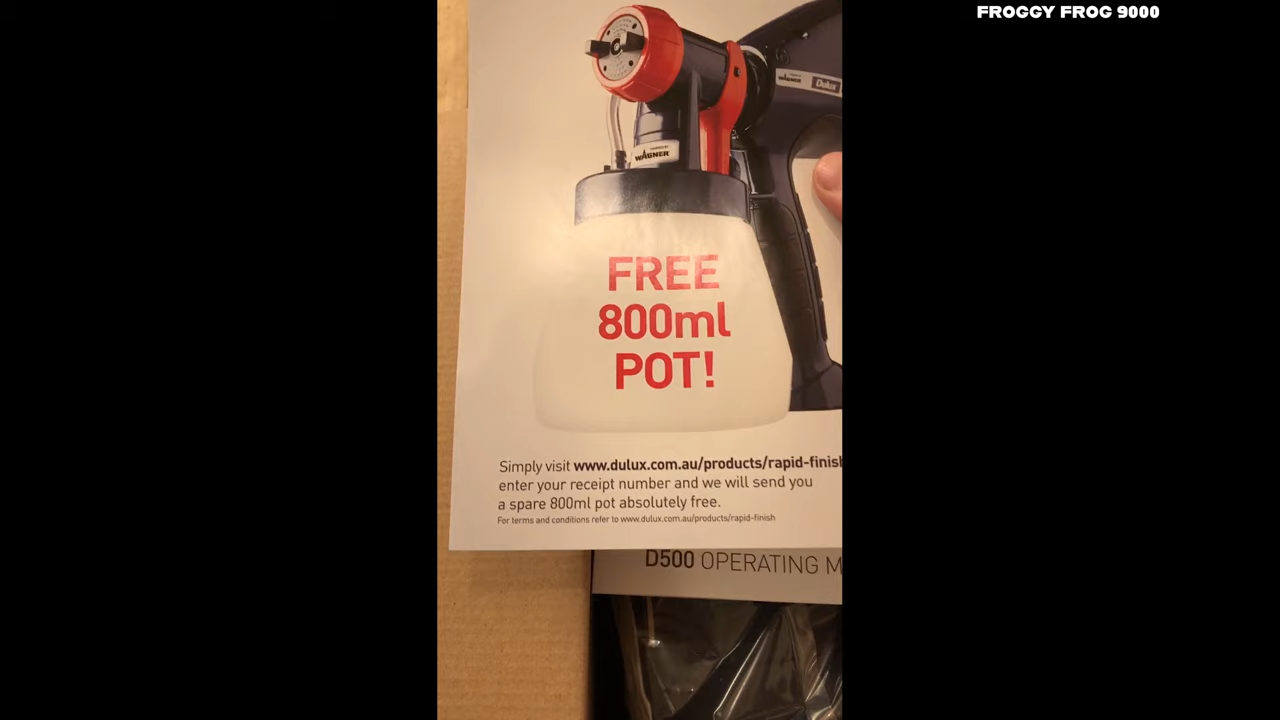 FROGGY FROG 9000
WAGNER Dulux
WAGNER
FREE
800ml
POT!
Simply visit www.dulux.com.au/products/rapid-finish
enter your receipt number and we will send you
a spare 800ml pot absolutely free.
For terms and conditions refer to www.dulux.com.au/products/rapid-finish
D500 OPERATING M